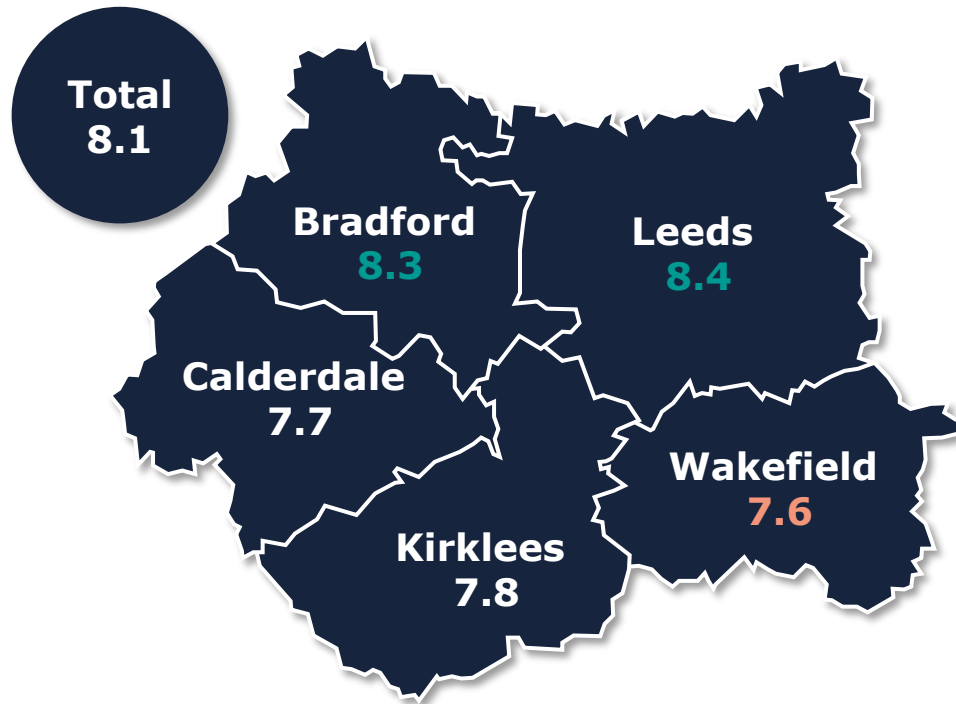 Total
8.1
Bradford
8.3
Leeds
8.4
Calderdale
7.7
Wakefield
7.6
Kirklees
7.8